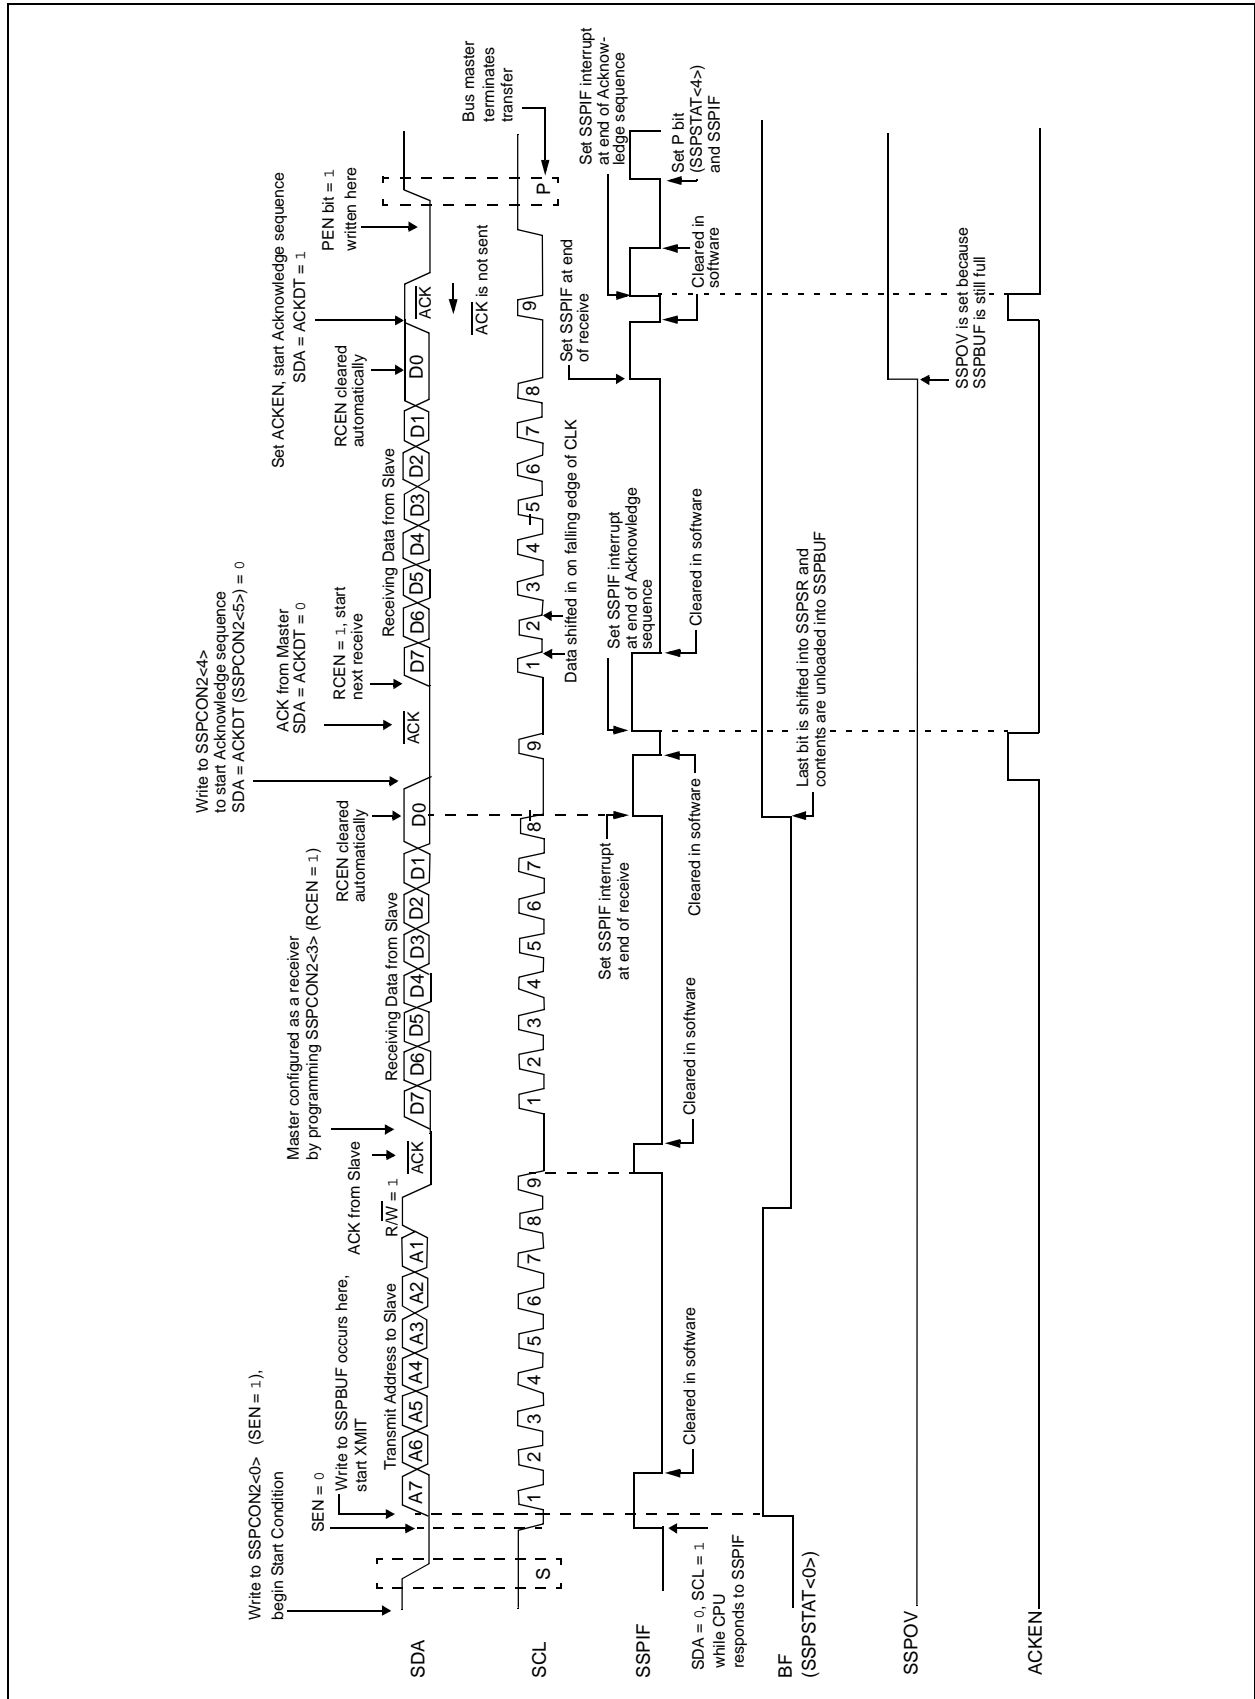 Write to SSPCON2<0> (SEN = 1),
begin Start Condition
SEN = 0
Write to SSPBUF occurs here,
start XMIT
ACK from Slave
Master configured as a receiver
by programming SSPCON2<3> (RCEN = 1)
RCEN cleared
automatically
Write to SSPCON2<4>
to start Acknowledge sequence
SDA = ACKDT (SSPCON2<5>) = 0
ACK from Master
SDA = ACKDT = 0
RCEN = 1, start
next receive
RCEN cleared
automatically
Set ACKEN, start Acknowledge sequence
SDA = ACKDT = 1
PEN bit = 1
written here
Transmit Address to Slave
R/W = 1
Receiving Data from Slave
Receiving Data from Slave
SDA
A7 A6 A5 A4 A3 A2 A1
ACK
D7 D6 D5 D4 D3 D2 D1 D0
ACK
D7 D6 D5 D4 D3 D2 D1 D0
ACK
ACK is not sent
Bus master
terminates
transfer
SCL
S
1 2 3 4 5 6 7 8 9
1 2 3 4 5 6 7 8 9
1 2 3 4 5 6 7 8 9
P
Data shifted in on falling edge of CLK
Set SSPIF interrupt
at end of receive
Set SSPIF interrupt
at end of Acknowledge
sequence
Set SSPIF at end
of receive
Set SSPIF interrupt
at end of Acknow-
ledge sequence
SSPIF
SDA = 0, SCL = 1
while CPU
responds to SSPIF
Cleared in software
Cleared in software
Cleared in software
Cleared in software
Cleared in
software
Set P bit
(SSPSTAT<4>)
and SSPIF
BF
(SSPSTAT<0>)
Last bit is shifted into SSPSR and
contents are unloaded into SSPBUF
SSPOV
SSPOV is set because
SSPBUF is still full
ACKEN